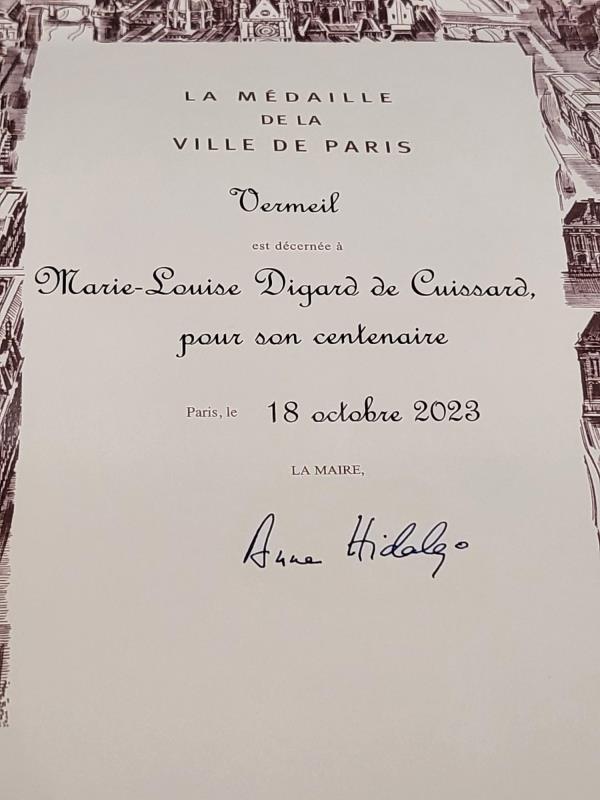 LA MÉDAILLE
DE LA
VILLE DE PARIS
Vermeil
est décernée à
Marie-Louise Digard de Cuissard,
pour son centenaire
Paris, le 18 octobre 2023
LA MAIRE,
Anne Hidalgo